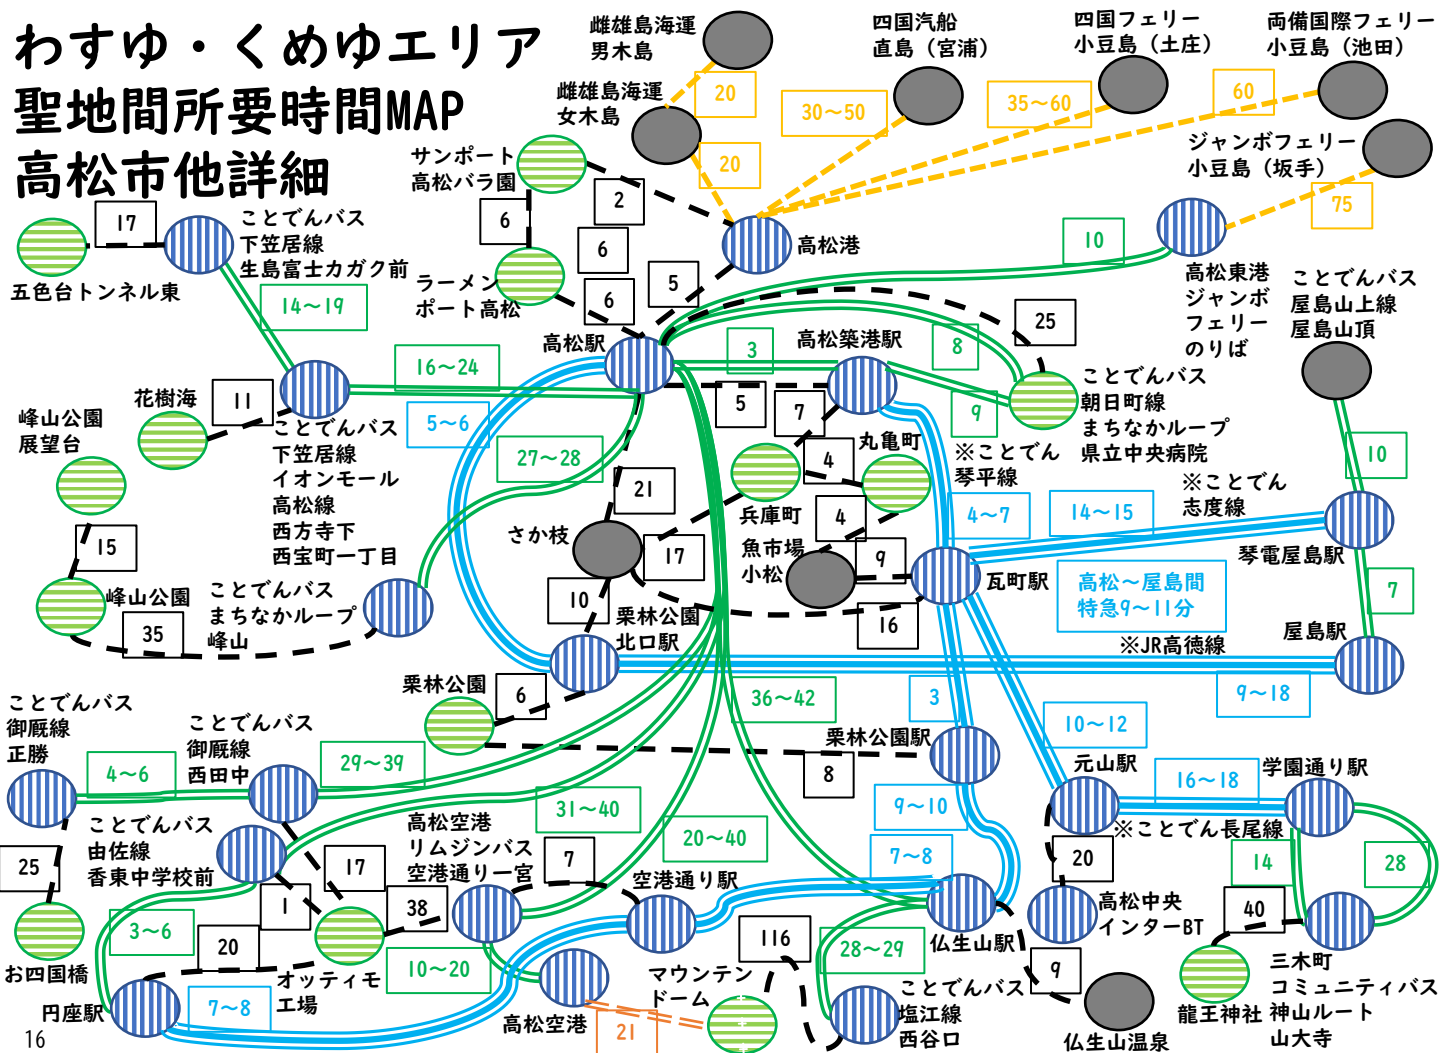 わすゆ・くめゆエリア
聖地間所要時間MAP
高松市他詳細
雌雄島海運
男木島
四国汽船
直島（宮浦）
四国フェリー
小豆島（土庄）
両備国際フェリー
小豆島（池田）
雌雄島海運
女木島
20
30～50
35～60
60
ジャンボフェリー
小豆島（坂手）
サンポート
高松バラ園
20
2
75
17
ことでんバス
下笠居線
生島富士カガク前
6
6
高松港
10
五色台トンネル東
ラーメン
ポート高松
6
5
高松東港
ジャンボ
フェリー
のりば
ことでんバス
屋島山上線
屋島山頂
14～19
25
高松駅
3
高松築港駅
8
16～24
花樹海
11
5～6
5
7
9
ことでんバス
朝日町線
まちなかループ
県立中央病院
峰山公園
展望台
ことでんバス
下笠居線
イオンモール
高松線
西方寺下
西宝町一丁目
27～28
4
丸亀町
※ことでん
琴平線
10
21
兵庫町
4
4～7
14～15
※ことでん
志度線
15
さか枝
17
魚市場
小松
9
瓦町駅
高松～屋島間
特急9～11分
琴電屋島駅
7
峰山公園
35
ことでんバス
まちなかループ
峰山
10
栗林公園
北口駅
16
※JR高徳線
屋島駅
栗林公園
6
36～42
3
9～18
ことでんバス
御厩線
正勝
ことでんバス
御厩線
西田中
29～39
4～6
栗林公園駅
8
10～12
元山駅
16～18
学園通り駅
ことでんバス
由佐線
香東中学校前
31～40
高松空港
リムジンバス
空港通り一宮
20～40
9～10
※ことでん長尾線
25
17
7
空港通り駅
7～8
20
14
28
1
38
3～6
20
116
28～29
仏生山駅
高松中央
インターBT
40
お四国橋
オッティモ
工場
10～20
マウンテン
ドーム
9
三木町
コミュニティバス
神山ルート
山大寺
円座駅
7～8
高松空港
21
ことでんバス
塩江線
西谷口
仏生山温泉
龍王神社
16